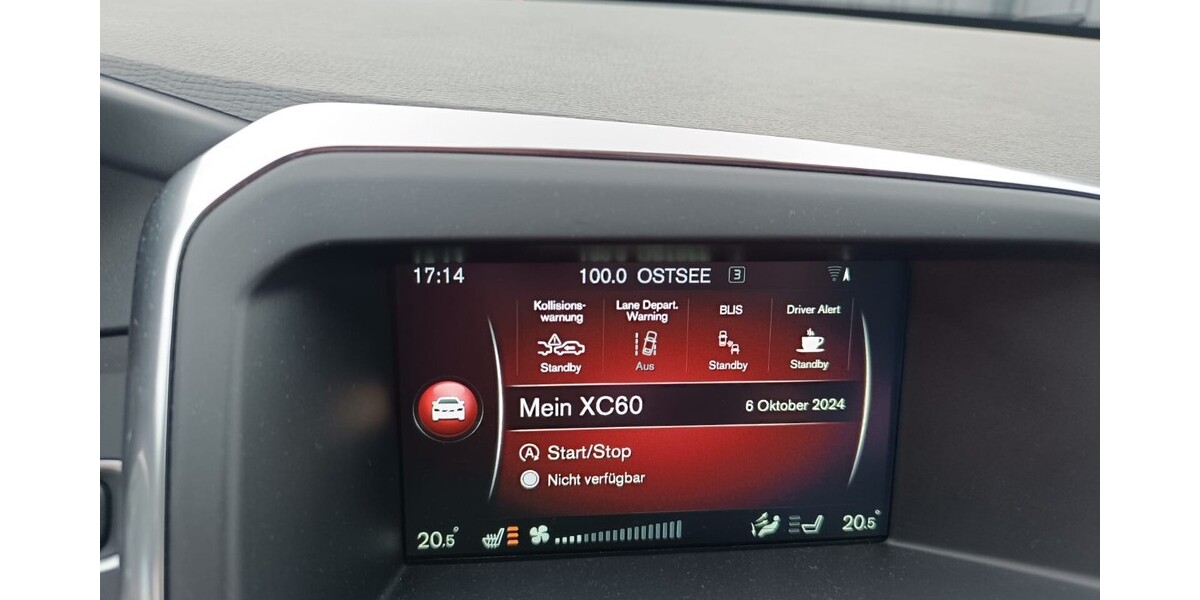 17:14 100.0 OSTSEE 3
Kollisions-
warnung
Standby
Lane Depart.
Warning
Aus
BLIS
Standby
Driver Alert
Standby
Mein XC60 6 Oktober 2024
Start/Stop
Nicht verfügbar
20.5° 20.5°